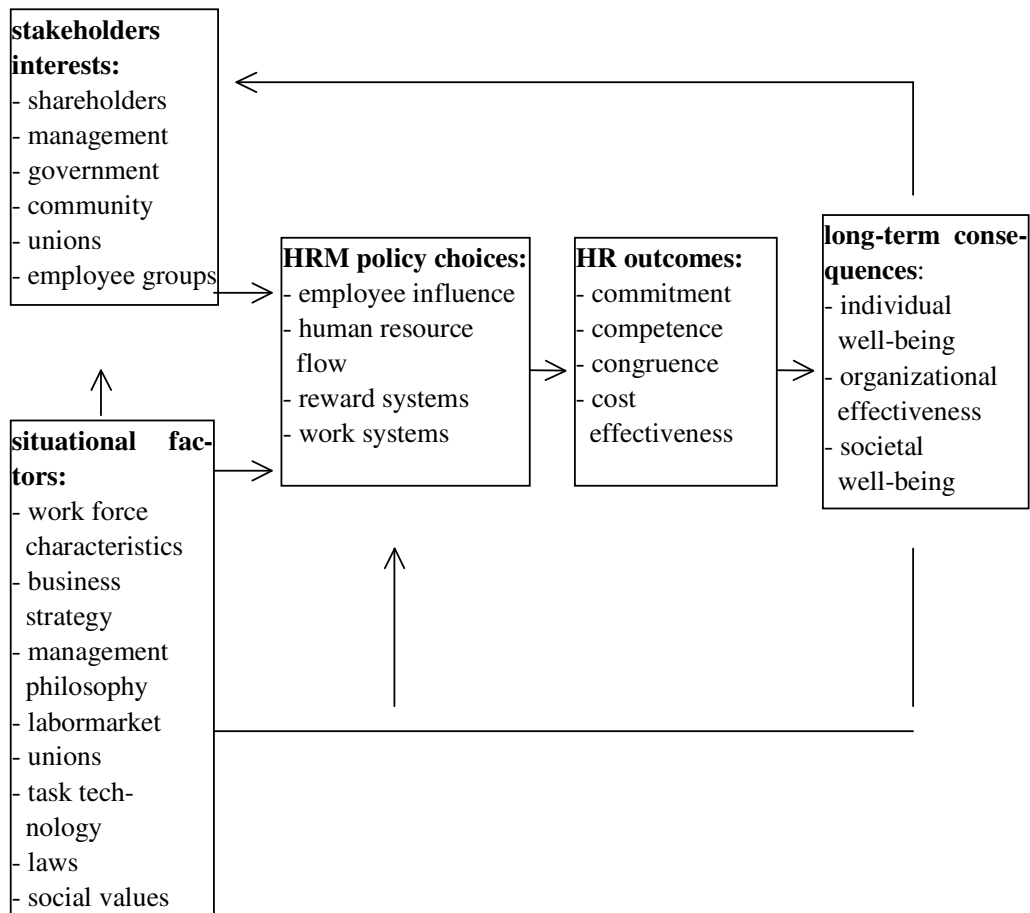 stakeholders
interests:
- shareholders
- management
- government
- community
- unions
- employee groups
situational fac-
tors:
- work force
characteristics
- business
strategy
- management
philosophy
- labormarket
- unions
- task tech-
nology
- laws
- social values
HRM policy choices:
- employee influence
- human resource
flow
- reward systems
- work systems
HR outcomes:
- commitment
- competence
- congruence
- cost
effectiveness
long-term conse-
quences:
- individual
well-being
- organizational
effectiveness
- societal
well-being